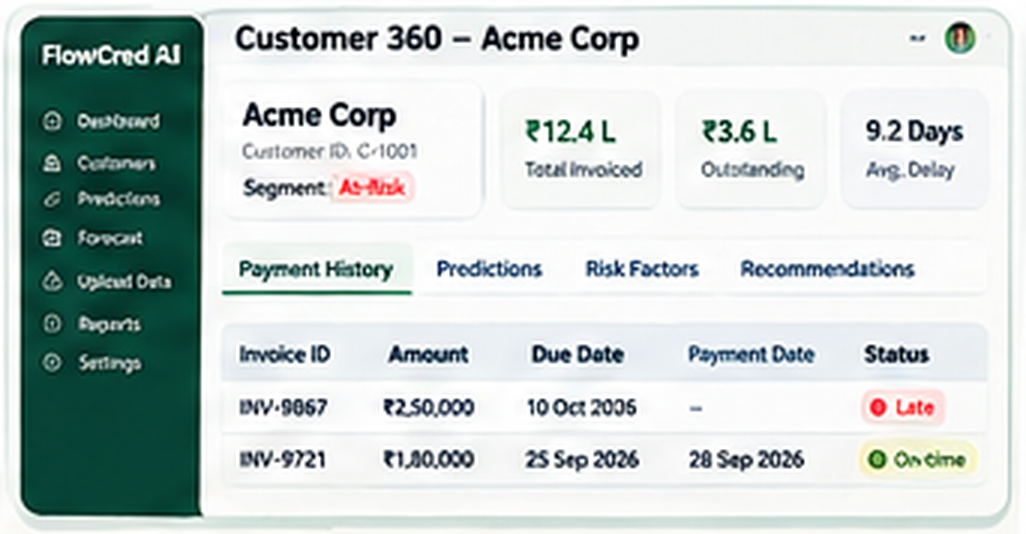 FlowCred AI
Dashboard
Customers
Predictions
Forecast
Upload Data
Reports
Settings
Customer 360 – Acme Corp
Acme Corp
Customer ID: C-1001
Segment: At-Risk
₹12.4 L
Total Invoiced
₹3.6 L
Outstanding
9.2 Days
Avg. Delay
Payment History Predictions Risk Factors Recommendations
Invoice ID Amount Due Date Payment Date Status
INV-9867 ₹2,50,000 10 Oct – Late
INV-9721 ₹1,80,000 25 Sep 2026 28 Sep 2026 On-time